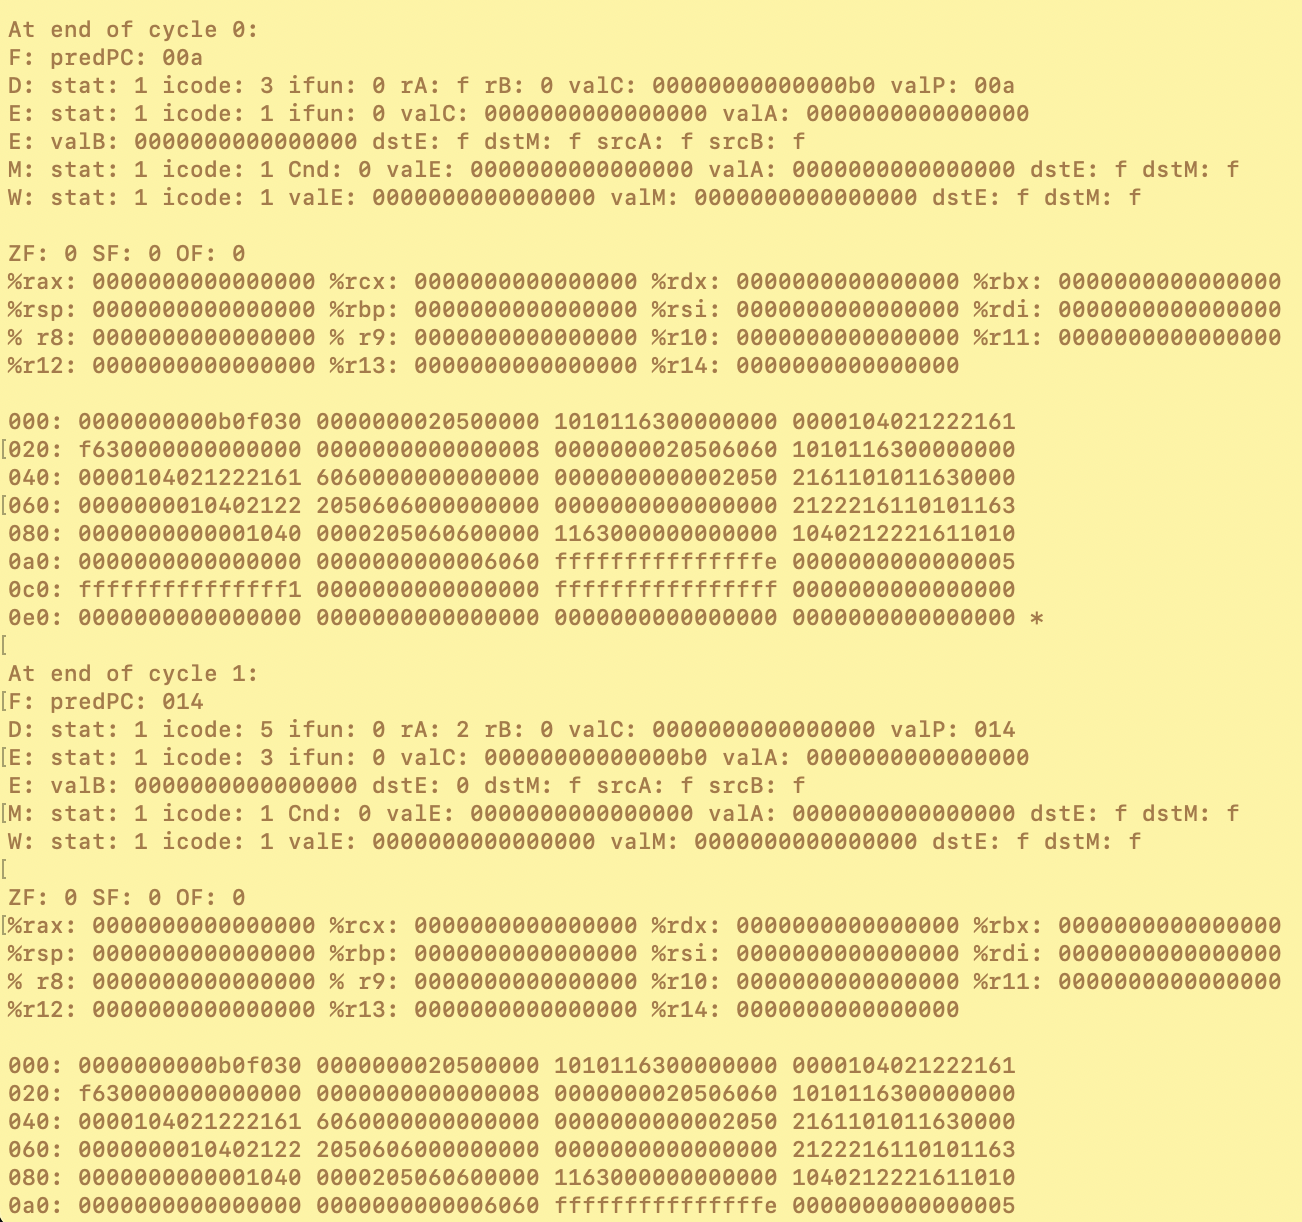 At end of cycle 0:
F: predPC: 00a
D: stat: 1 icode: 3 ifun: 0 rA: f rB: 0 valC: 00000000000000b0 valP: 00a
E: stat: 1 icode: 1 ifun: 0 valC: 0000000000000000 valA: 0000000000000000
E: valB: 0000000000000000 dstE: f dstM: f srcA: f srcB: f
M: stat: 1 icode: 1 Cnd: 0 valE: 0000000000000000 valA: 0000000000000000 dstE: f dstM: f
W: stat: 1 icode: 1 valE: 0000000000000000 valM: 0000000000000000 dstE: f dstM: f
ZF: 0 SF: 0 OF: 0
%rax: 0000000000000000 %rcx: 0000000000000000 %rdx: 0000000000000000 %rbx: 0000000000000000
%rsp: 0000000000000000 %rbp: 0000000000000000 %rsi: 0000000000000000 %rdi: 0000000000000000
% r8: 0000000000000000 % r9: 0000000000000000 %r10: 0000000000000000 %r11: 0000000000000000
%r12: 0000000000000000 %r13: 0000000000000000 %r14: 0000000000000000
000: 0000000000b0f030 0000000020500000 1010116300000000 0000104021222161
[020: f630000000000000 0000000000000008 0000000020506060 1010116300000000
040: 0000104021222161 6060000000000000 0000000000002050 2161101011630000
[060: 0000000010402122 2050606000000000 0000000000000000 2122216110101163
080: 0000000000001040 0000205060600000 1163000000000000 1040212221611010
0a0: 0000000000000000 0000000000006060 fffffffffffffffe 0000000000000005
0c0: fffffffffffffff1 0000000000000000 ffffffffffffffff 0000000000000000
0e0: 0000000000000000 0000000000000000 0000000000000000 0000000000000000 *
[
At end of cycle 1:
[F: predPC: 014
D: stat: 1 icode: 5 ifun: 0 rA: 2 rB: 0 valC: 0000000000000000 valP: 014
[E: stat: 1 icode: 3 ifun: 0 valC: 00000000000000b0 valA: 0000000000000000
E: valB: 0000000000000000 dstE: 0 dstM: f srcA: f srcB: f
[M: stat: 1 icode: 1 Cnd: 0 valE: 0000000000000000 valA: 0000000000000000 dstE: f dstM: f
W: stat: 1 icode: 1 valE: 0000000000000000 valM: 0000000000000000 dstE: f dstM: f
[
ZF: 0 SF: 0 OF: 0
[%rax: 0000000000000000 %rcx: 0000000000000000 %rdx: 0000000000000000 %rbx: 0000000000000000
%rsp: 0000000000000000 %rbp: 0000000000000000 %rsi: 0000000000000000 %rdi: 0000000000000000
% r8: 0000000000000000 % r9: 0000000000000000 %r10: 0000000000000000 %r11: 0000000000000000
%r12: 0000000000000000 %r13: 0000000000000000 %r14: 0000000000000000
000: 0000000000b0f030 0000000020500000 1010116300000000 0000104021222161
020: f630000000000000 0000000000000008 0000000020506060 1010116300000000
040: 0000104021222161 6060000000000000 0000000000002050 2161101011630000
060: 0000000010402122 2050606000000000 0000000000000000 2122216110101163
080: 0000000000001040 0000205060600000 1163000000000000 1040212221611010
0a0: 0000000000000000 0000000000006060 fffffffffffffffe 0000000000000005